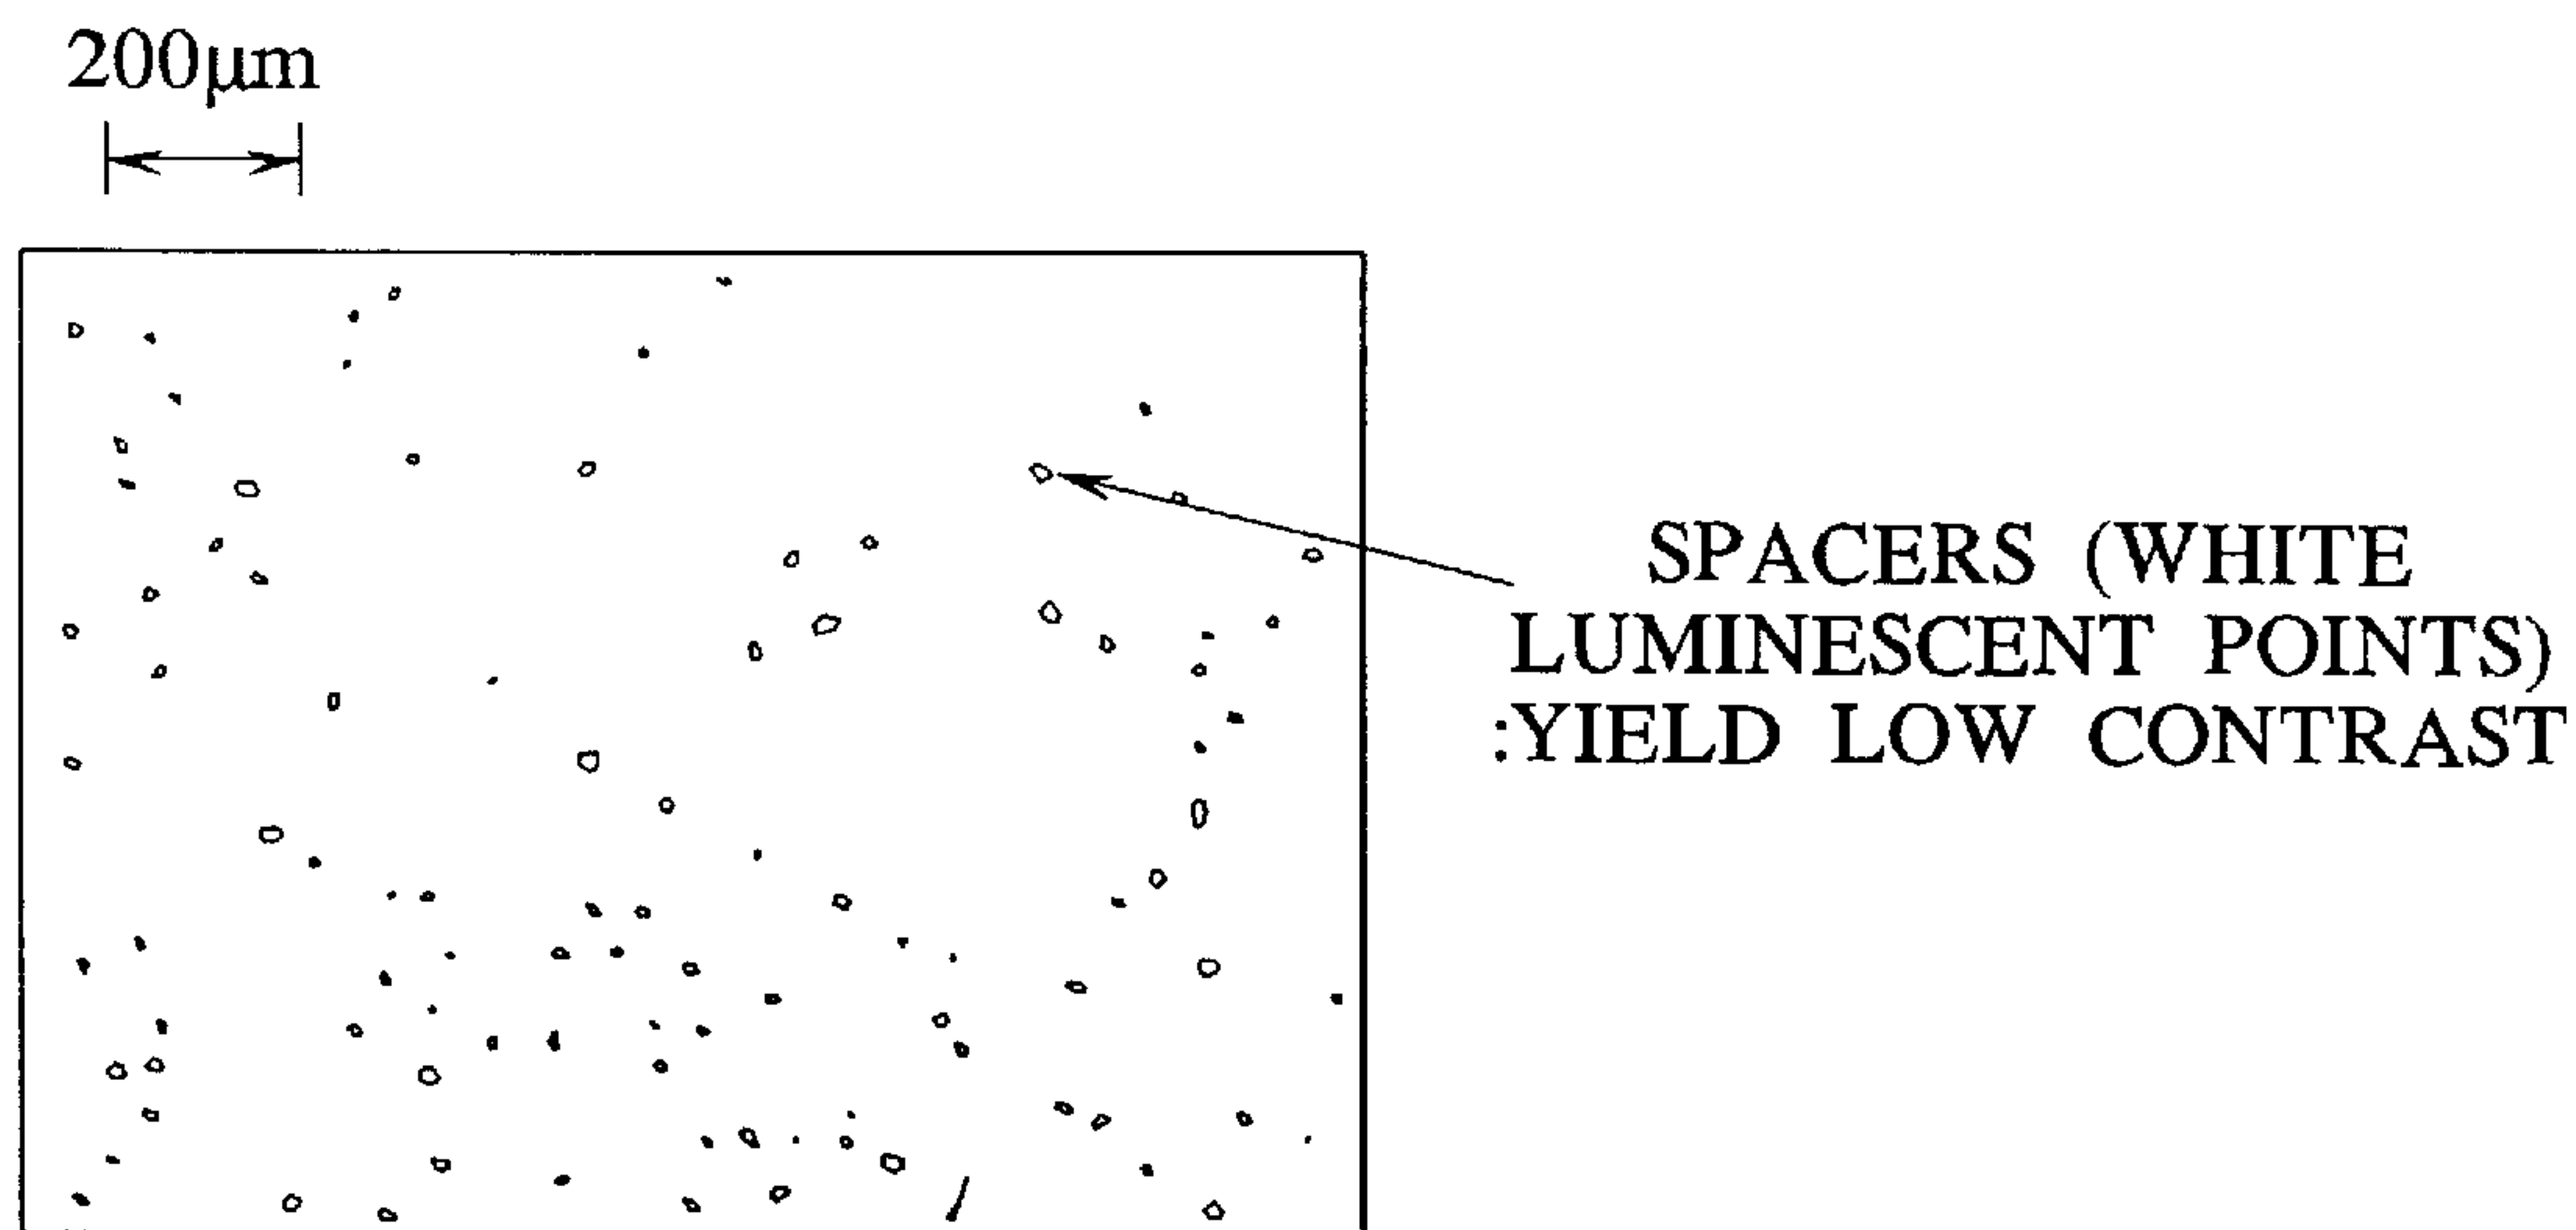 200μm
SPACERS (WHITE
LUMINESCENT POINTS)
:YIELD LOW CONTRAST